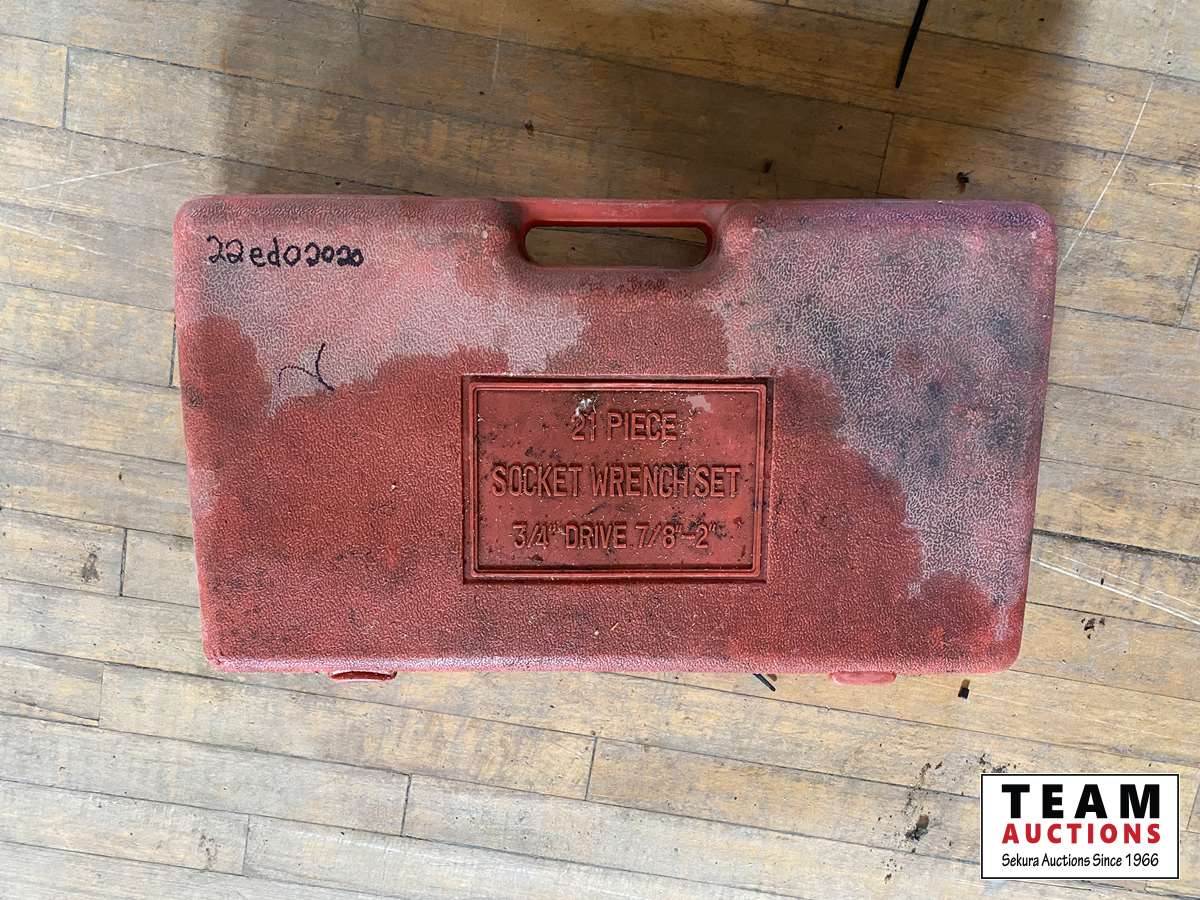 22ed02020
21 PIECE
SOCKET WRENCH SET
3/4" DRIVE 7/8"-2"
TEAM
AUCTIONS
Sekura Auctions Since 1966